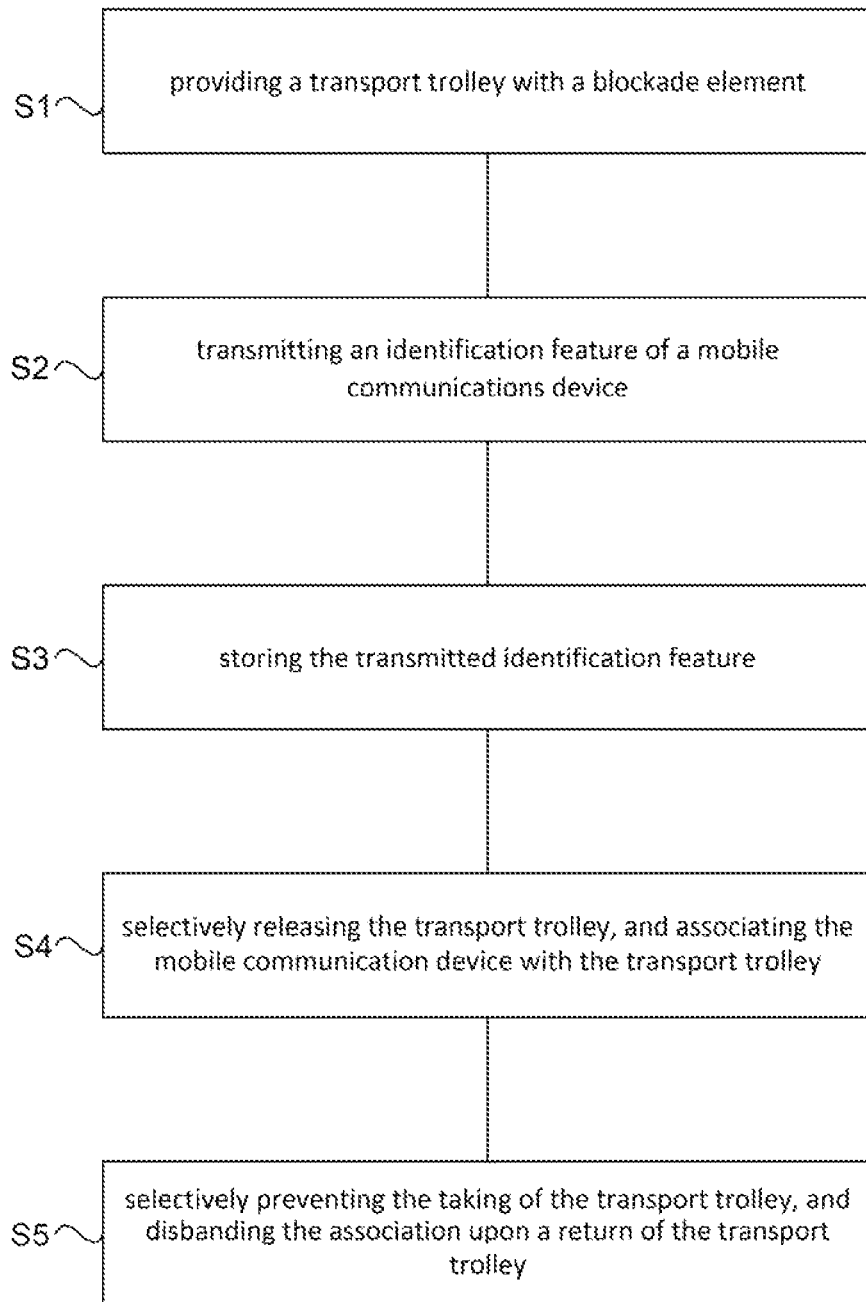 S1
providing a transport trolley with a blockade element
S2
transmitting an identification feature of a mobile
communications device
S3
storing the transmitted identification feature
S4
selectively releasing the transport trolley, and associating the
mobile communication device with the transport trolley
S5
selectively preventing the taking of the transport trolley, and
disbanding the association upon a return of the transport
trolley